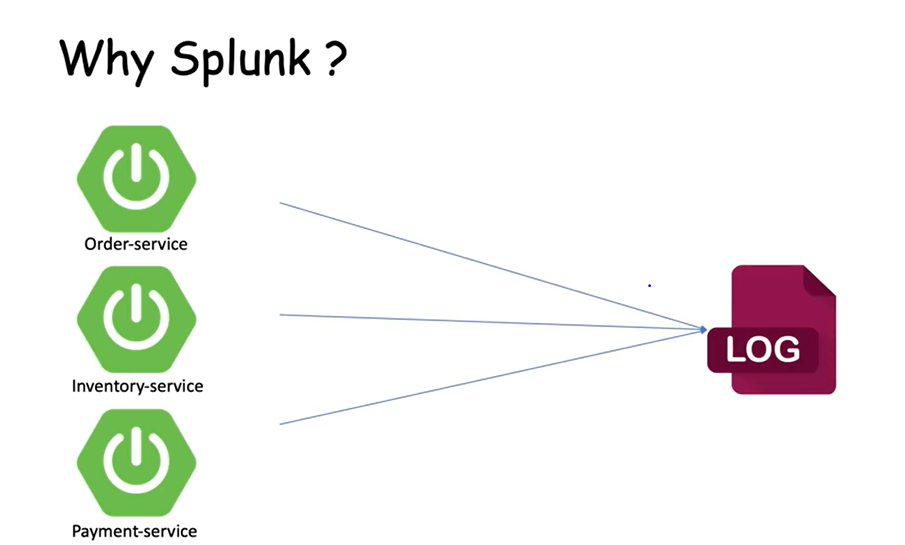 Why Splunk ?
Order-service
Inventory-service
LOG
Payment-service